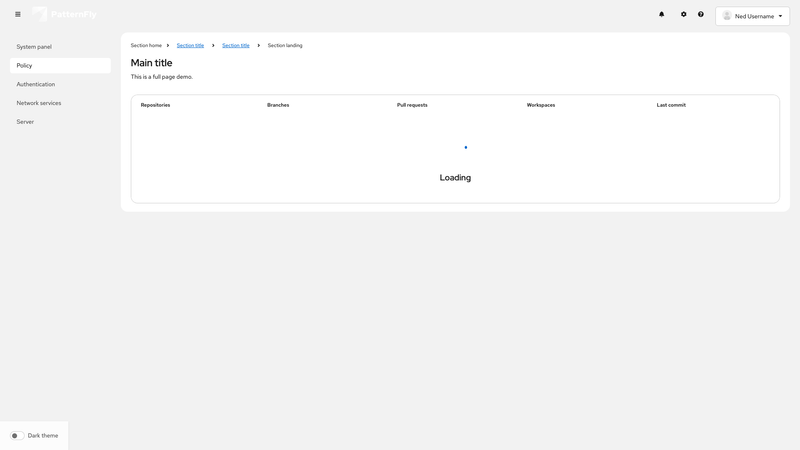 PatternFly
Ned Username
System panel
Policy
Authentication
Network services
Server
Section home
Section title
Section title
Section landing
Main title
This is a full page demo.
Repositories Branches Pull requests Workspaces Last commit
Loading
Dark theme